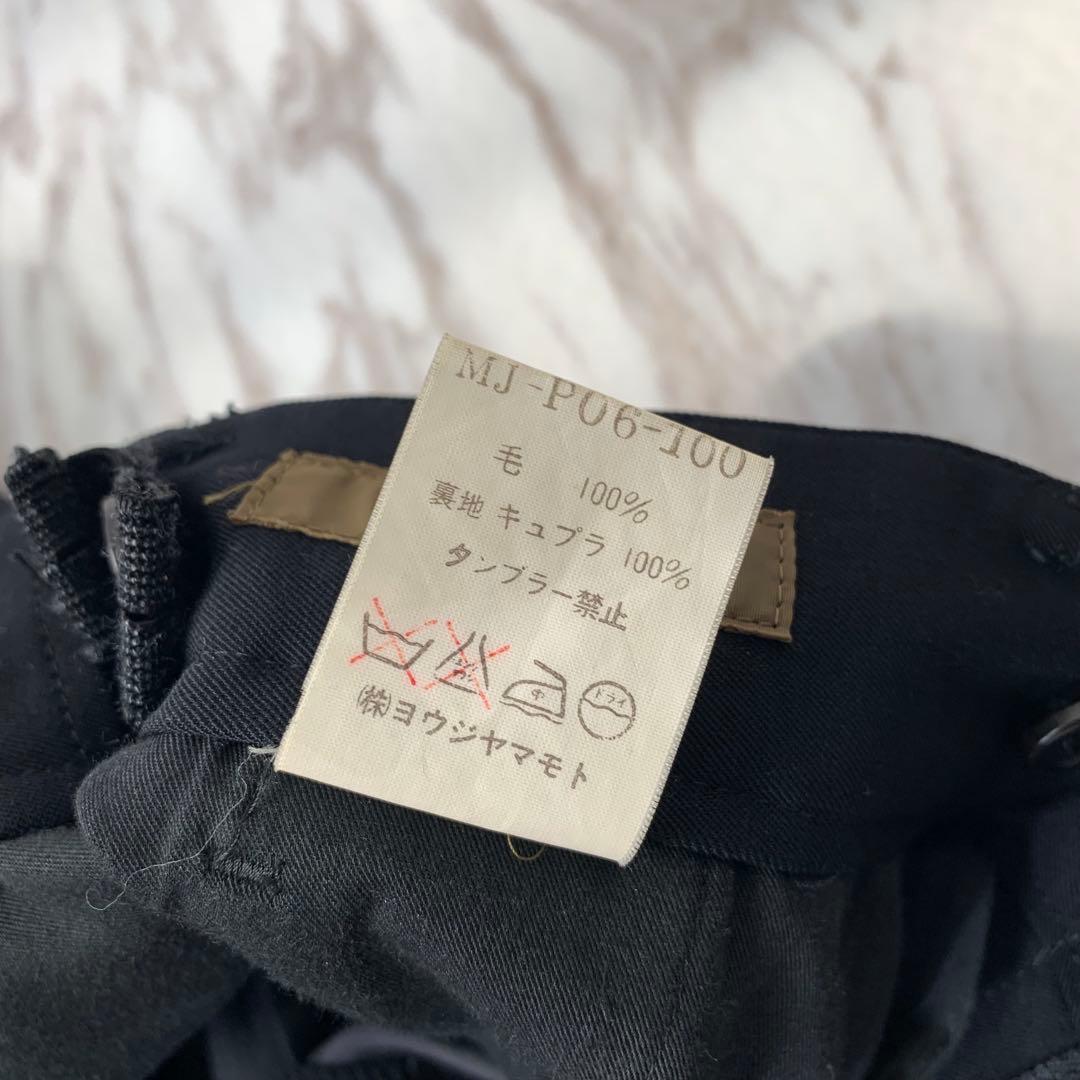 MJ-P06-100
毛 100%
裏地 キュプラ 100%
タンブラー禁止
中 ドライ
(株)ヨウジヤマモト